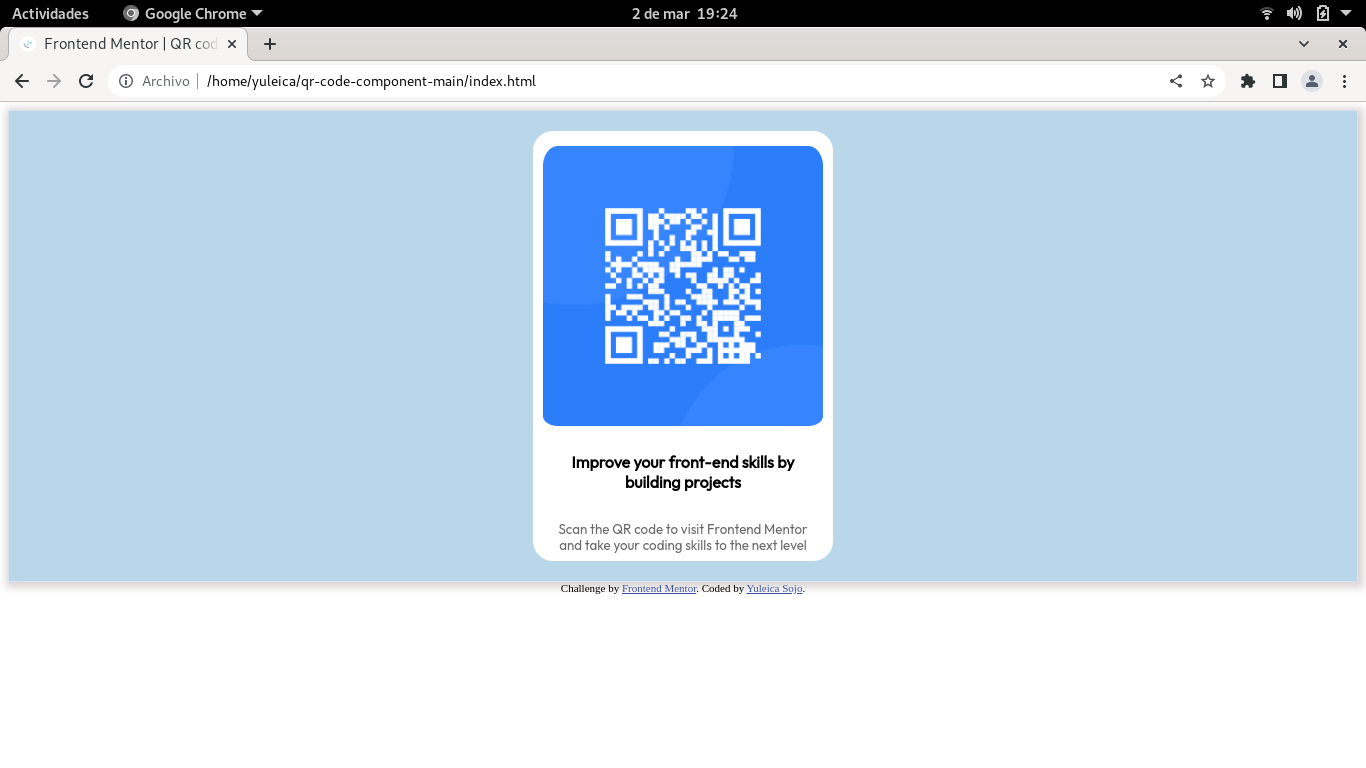 Actividades Google Chrome 2 de mar 19:24
Frontend Mentor | QR cod
Archivo /home/yuleica/qr-code-component-main/index.html
Improve your front-end skills by
building projects
Scan the QR code to visit Frontend Mentor
and take your coding skills to the next level
Challenge by Frontend Mentor. Coded by Yuleica Sojo.